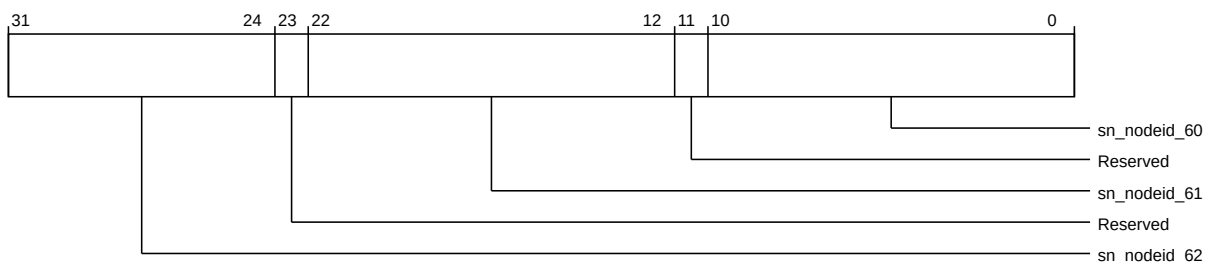 31 24 23 22 12 11 10 0
sn_nodeid_60
Reserved
sn_nodeid_61
Reserved
sn_nodeid_62